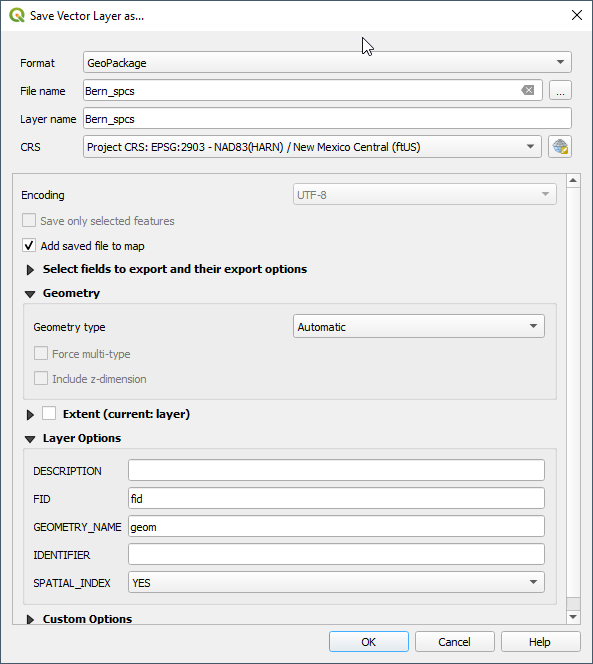 Save Vector Layer as...
Format GeoPackage
File name Bern_spcs ...
Layer name Bern_spcs
CRS Project CRS: EPSG:2903 - NAD83(HARN) / New Mexico Central (ftUS)
Encoding UTF-8
Save only selected features
Add saved file to map
Select fields to export and their export options
Geometry
Geometry type Automatic
Force multi-type
Include z-dimension
Extent (current: layer)
Layer Options
DESCRIPTION
FID fid
GEOMETRY_NAME geom
IDENTIFIER
SPATIAL_INDEX YES
Custom Options
OK Cancel Help